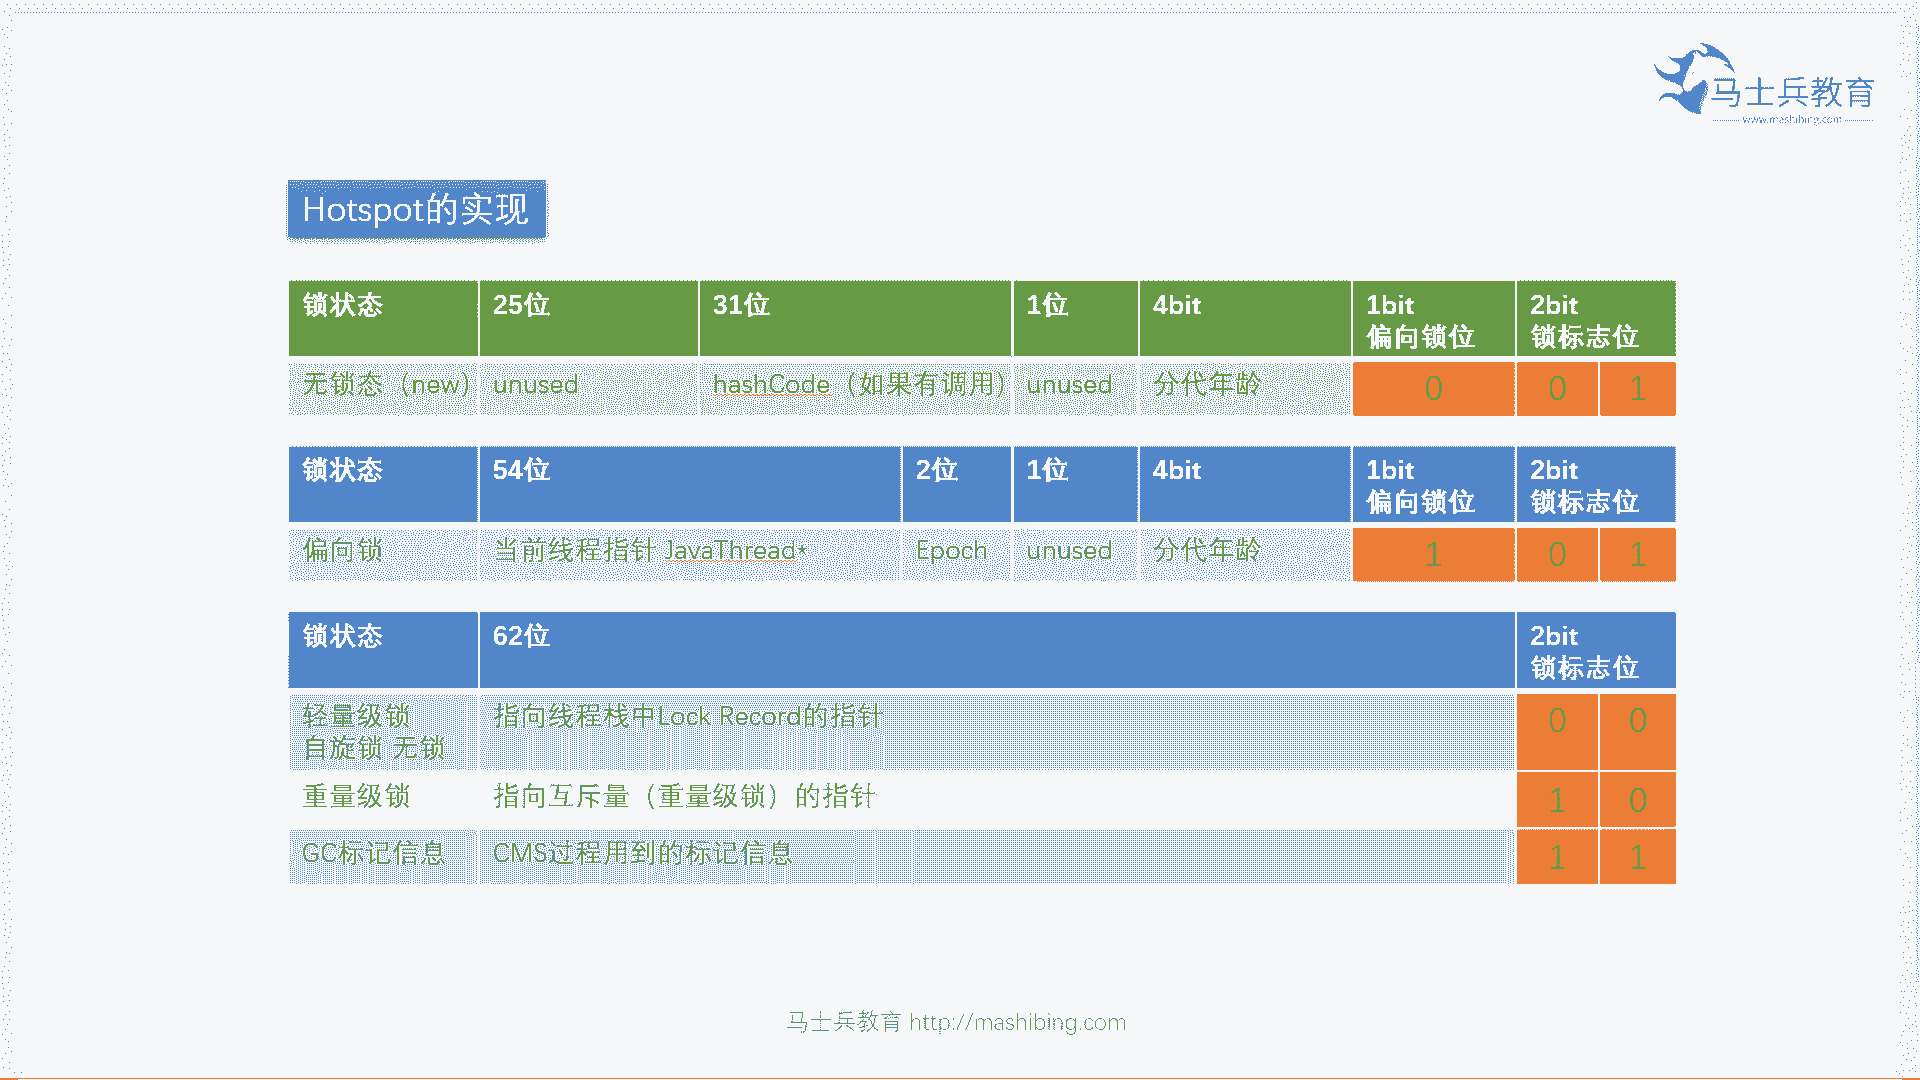 马士兵教育
www.mashibing.com
Hotspot的实现
锁状态 25位 31位 1位 4bit 1bit 2bit
偏向锁位 锁标志位
无锁态（new） unused hashCode（如果有调用） unused 分代年龄 0 0 1
锁状态 54位 2位 1位 4bit 1bit 2bit
偏向锁位 锁标志位
偏向锁 当前线程指针 JavaThread* Epoch unused 分代年龄 1 0 1
锁状态 62位 2bit
锁标志位
轻量级锁 指向线程栈中Lock Record的指针 0 0
自旋锁 无锁
重量级锁 指向互斥量（重量级锁）的指针 1 0
GC标记信息 CMS过程用到的标记信息 1 1
马士兵教育 http://mashibing.com